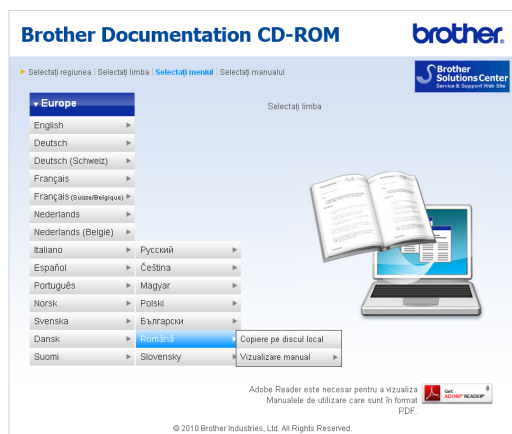 Brother Documentation CD-ROM
brother.
Selectați regiunea | Selectați limba | Selectați meniul | Selectați manualul
Brother
SolutionsCenter
Service & Support Web Site
Europe
Selectați limba
English
Deutsch
Deutsch (Schweiz)
Français
Français (Suisse/Belgique)
Nederlands
Nederlands (België)
Italiano Русский
Español Čeština
Português Magyar
Norsk Polski
Svenska Български
Dansk Română Copiere pe discul local
Suomi Slovensky Vizualizare manual
Adobe Reader este necesar pentru a vizualiza
Manualele de utilizare care sunt în format
PDF.
Get
ADOBE® READER®
© 2010 Brother Industries, Ltd. All Rights Reserved.